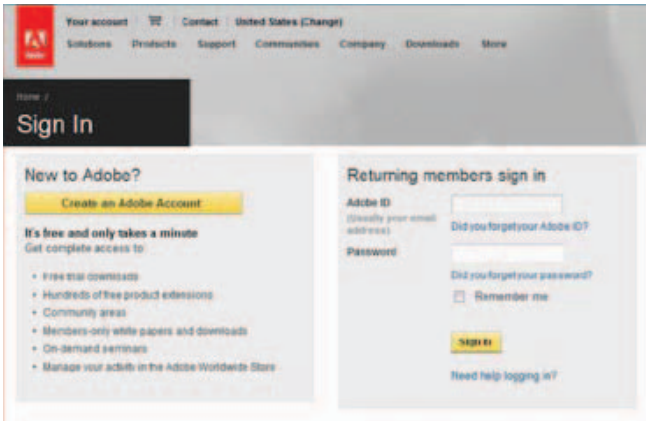 Your account Contact United States (Change)
Solutions Products Support Communities Company Downloads Store
Adobe
Home /
Sign In
New to Adobe?
Create an Adobe Account
It's free and only takes a minute
Get complete access to:
• Free trial downloads
• Hundreds of free product extensions
• Community areas
• Members-only white papers and downloads
• On-demand seminars
• Manage your activity in the Adobe Worldwide Store
Returning members sign in
Adobe ID
(Usually your email
address)
Did you forget your Adobe ID?
Password
Did you forget your password?
Remember me
Sign in
Need help logging in?